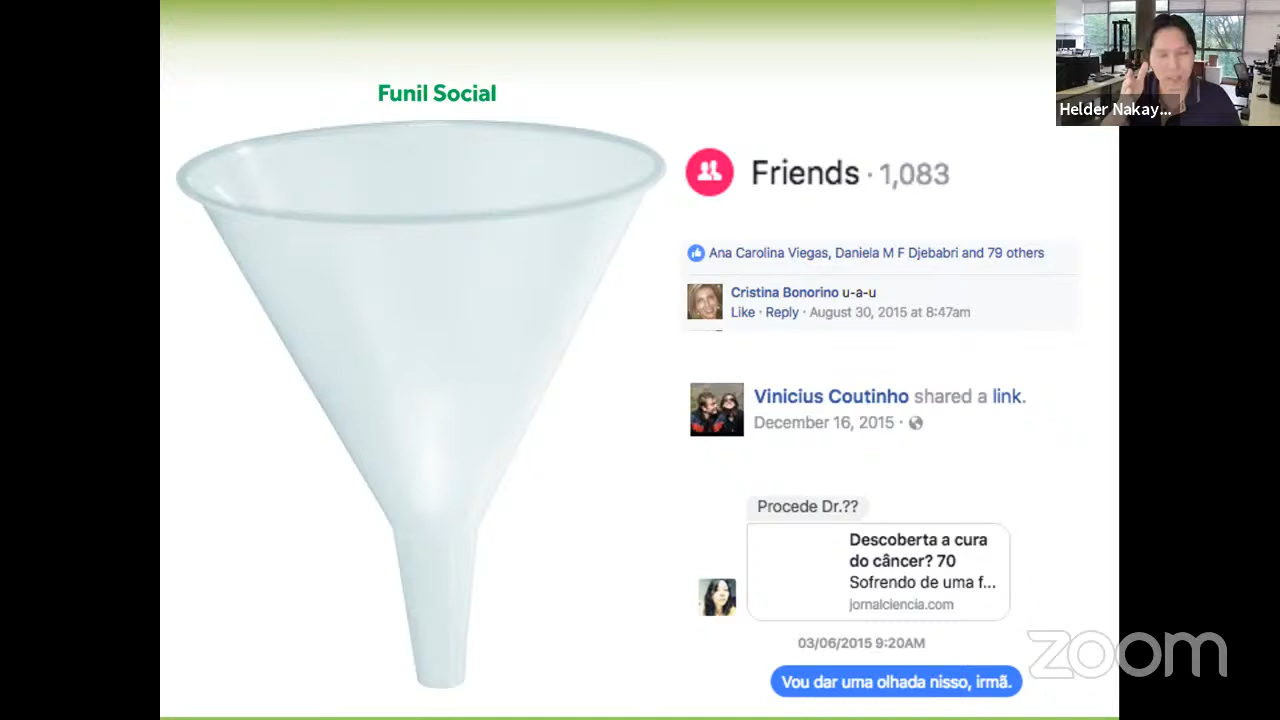 Funil Social
Helder Nakay...
Friends · 1,083
Ana Carolina Viegas, Daniela M F Djebabri and 79 others
Cristina Bonorino u-a-u
Like · Reply · August 30, 2015 at 8:47am
Vinicius Coutinho shared a link.
December 16, 2015 ·
Procede Dr.??
Descoberta a cura
do câncer? 70
Sofrendo de uma f...
jornalciencia.com
03/06/2015 9:20AM
Vou dar uma olhada nisso, irmã.
zoom